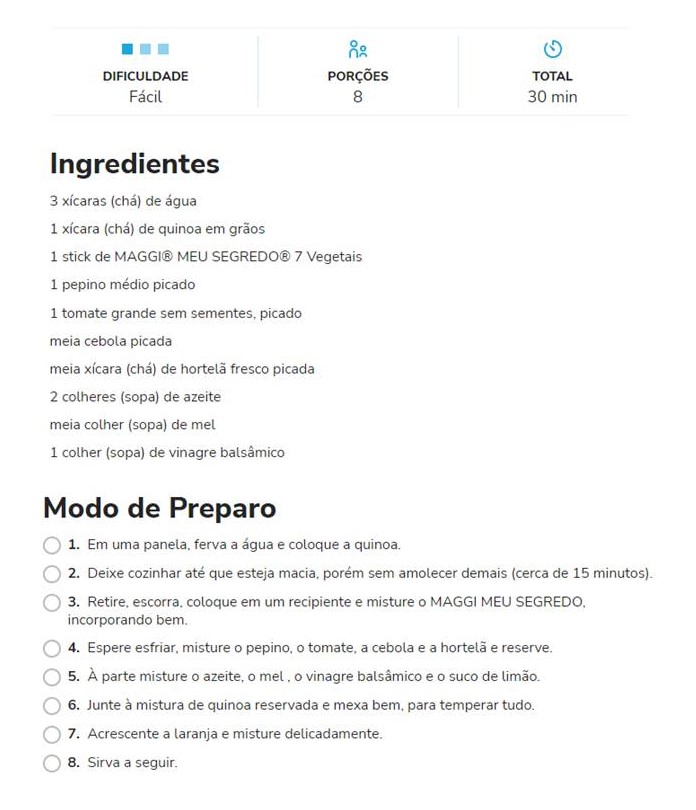 DIFICULDADE
Fácil
PORÇÕES
8
TOTAL
30 min
Ingredientes
3 xícaras (chá) de água
1 xícara (chá) de quinoa em grãos
1 stick de MAGGI® MEU SEGREDO® 7 Vegetais
1 pepino médio picado
1 tomate grande sem sementes, picado
meia cebola picada
meia xícara (chá) de hortelã fresco picada
2 colheres (sopa) de azeite
meia colher (sopa) de mel
1 colher (sopa) de vinagre balsâmico
Modo de Preparo
1. Em uma panela, ferva a água e coloque a quinoa.
2. Deixe cozinhar até que esteja macia, porém sem amolecer demais (cerca de 15 minutos).
3. Retire, escorra, coloque em um recipiente e misture o MAGGI MEU SEGREDO,
incorporando bem.
4. Espere esfriar, misture o pepino, o tomate, a cebola e a hortelã e reserve.
5. À parte misture o azeite, o mel , o vinagre balsâmico e o suco de limão.
6. Junte à mistura de quinoa reservada e mexa bem, para temperar tudo.
7. Acrescente a laranja e misture delicadamente.
8. Sirva a seguir.